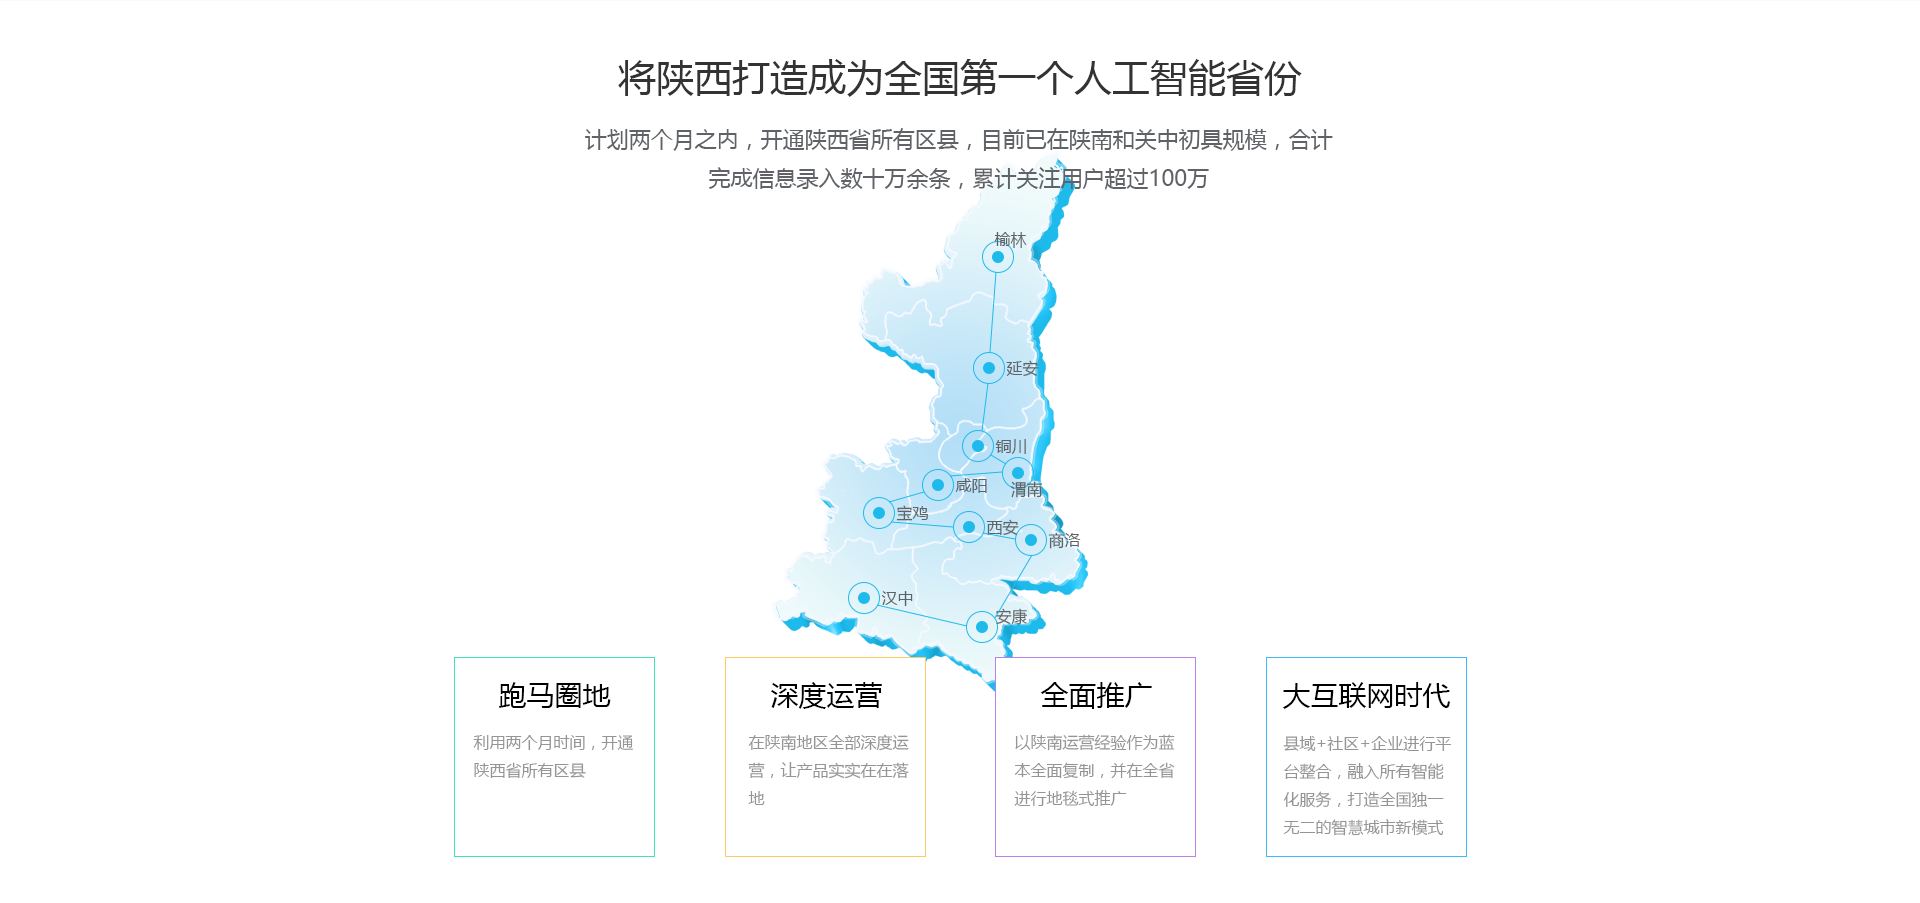 将陕西打造成为全国第一个人工智能省份
计划两个月之内，开通陕西省所有区县，目前已在陕南和关中初具规模，合计
完成信息录入数十万余条，累计关注用户超过100万
榆林
延安
铜川
渭南
咸阳
宝鸡
西安
商洛
汉中
安康
跑马圈地
利用两个月时间，开通
陕西省所有区县
深度运营
在陕南地区全部深度运
营，让产品实实在在落
地
全面推广
以陕南运营经验作为蓝
本全面复制，并在全省
进行地毯式推广
大互联网时代
县域+社区+企业进行平
台整合，融入所有智能
化服务，打造全国独一
无二的智慧城市新模式